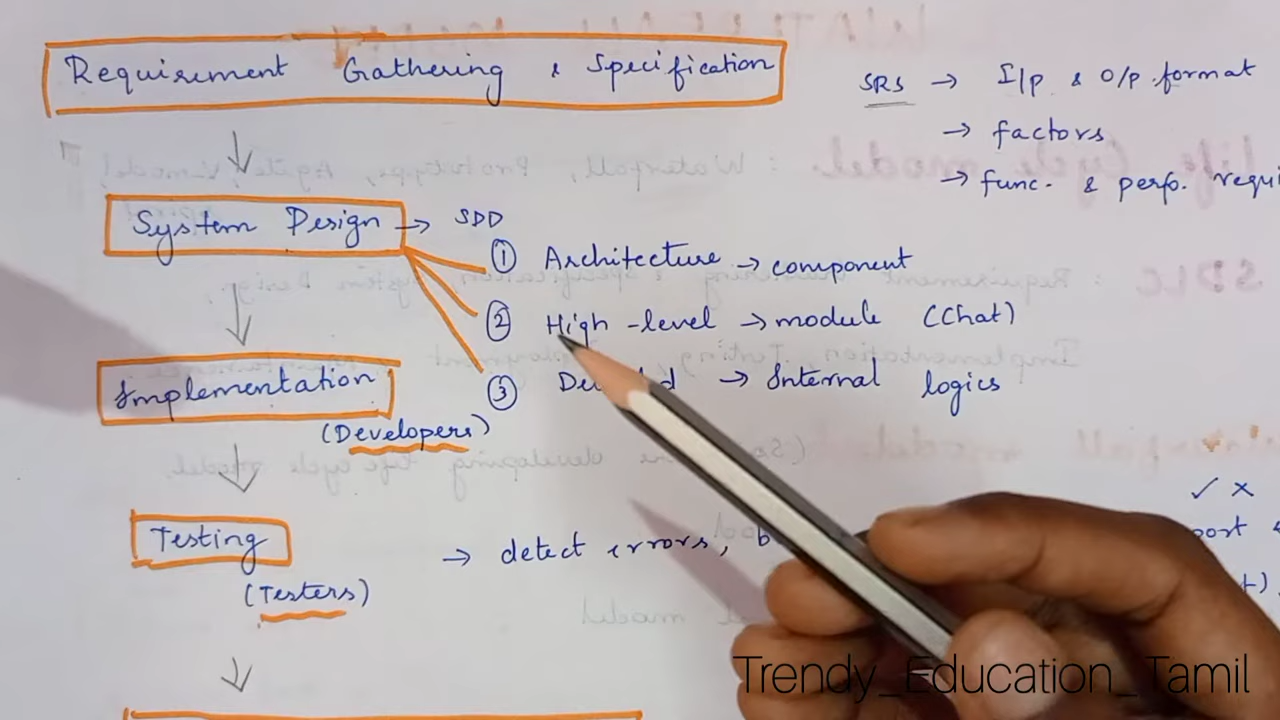 Requirement Gathering & Specification
SRS → I/p & O/p format
→ factors
→ func. & perfo.
System Design → SDD
① Architecture → component
② High-level → module (Chat)
③ → Internal logics
Implementation
(Developers)
✓ x
Testing
→ detect errors,
(Testers)
Trendy_Education_Tamil